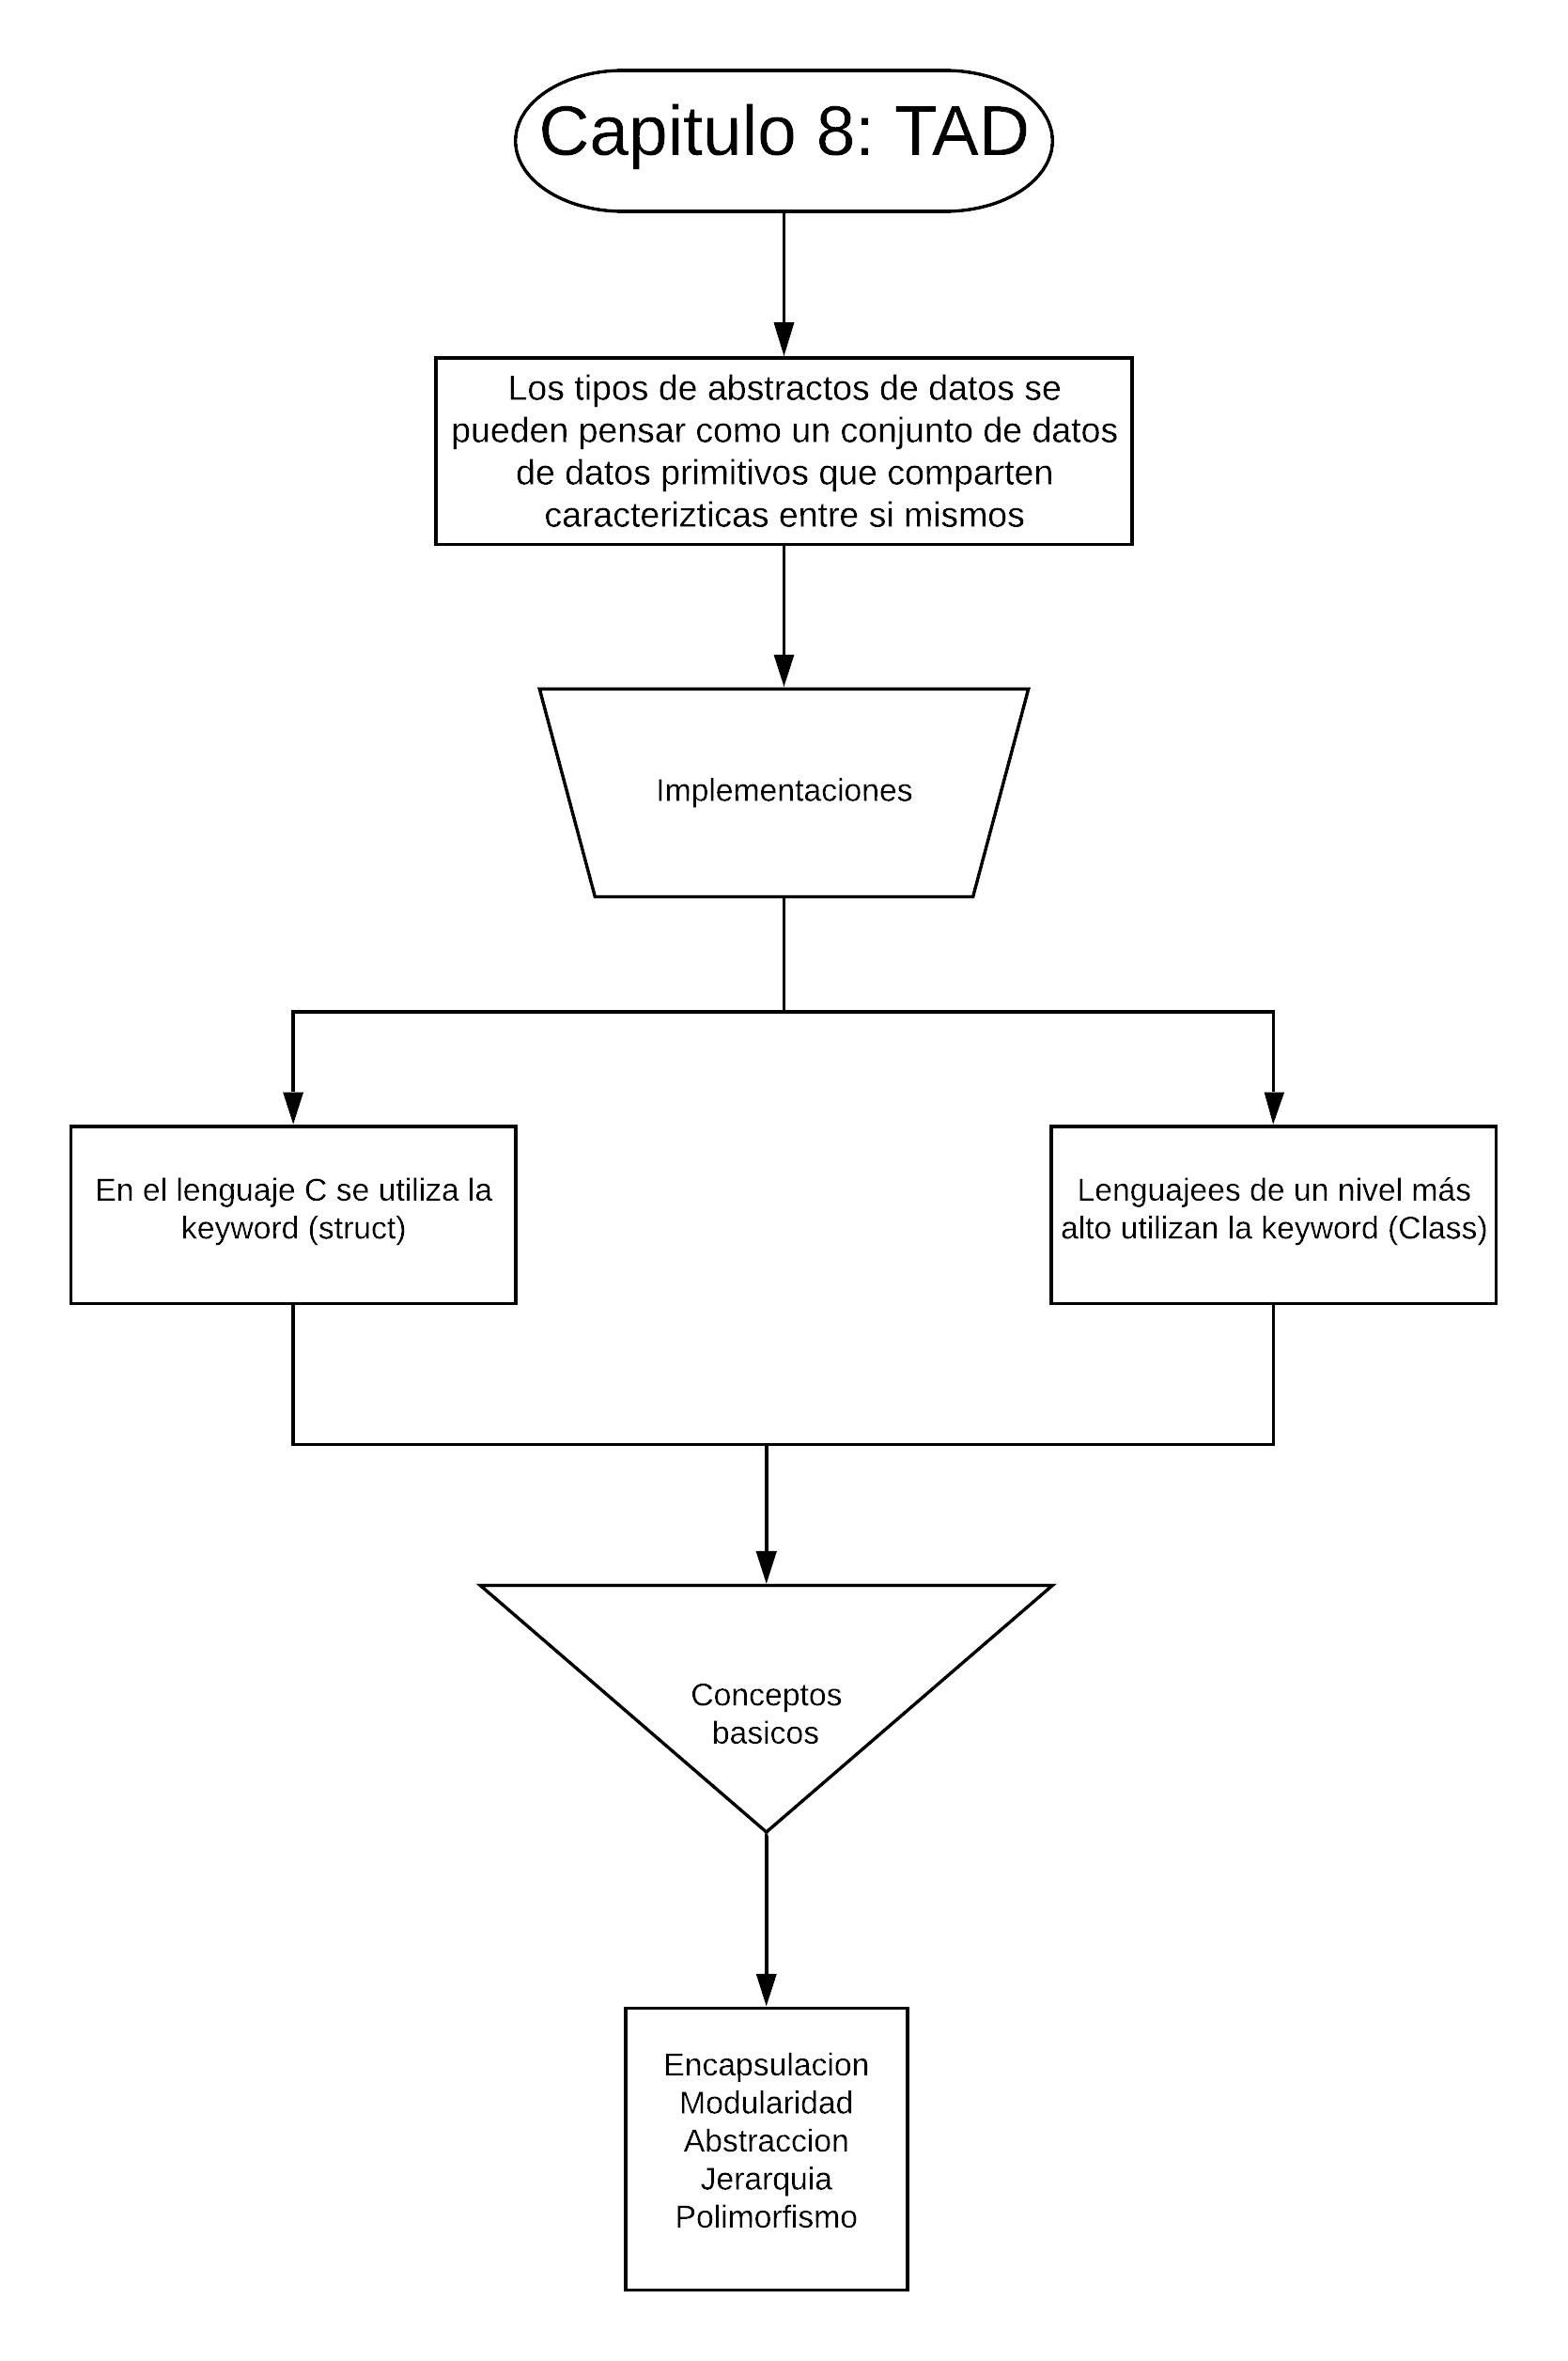 Capitulo 8: TAD
Los tipos de abstractos de datos se
pueden pensar como un conjunto de datos
de datos primitivos que comparten
caracterizticas entre si mismos
Implementaciones
En el lenguaje C se utiliza la
keyword (struct)
Lenguajees de un nivel más
alto utilizan la keyword (Class)
Conceptos
basicos
Encapsulacion
Modularidad
Abstraccion
Jerarquia
Polimorfismo